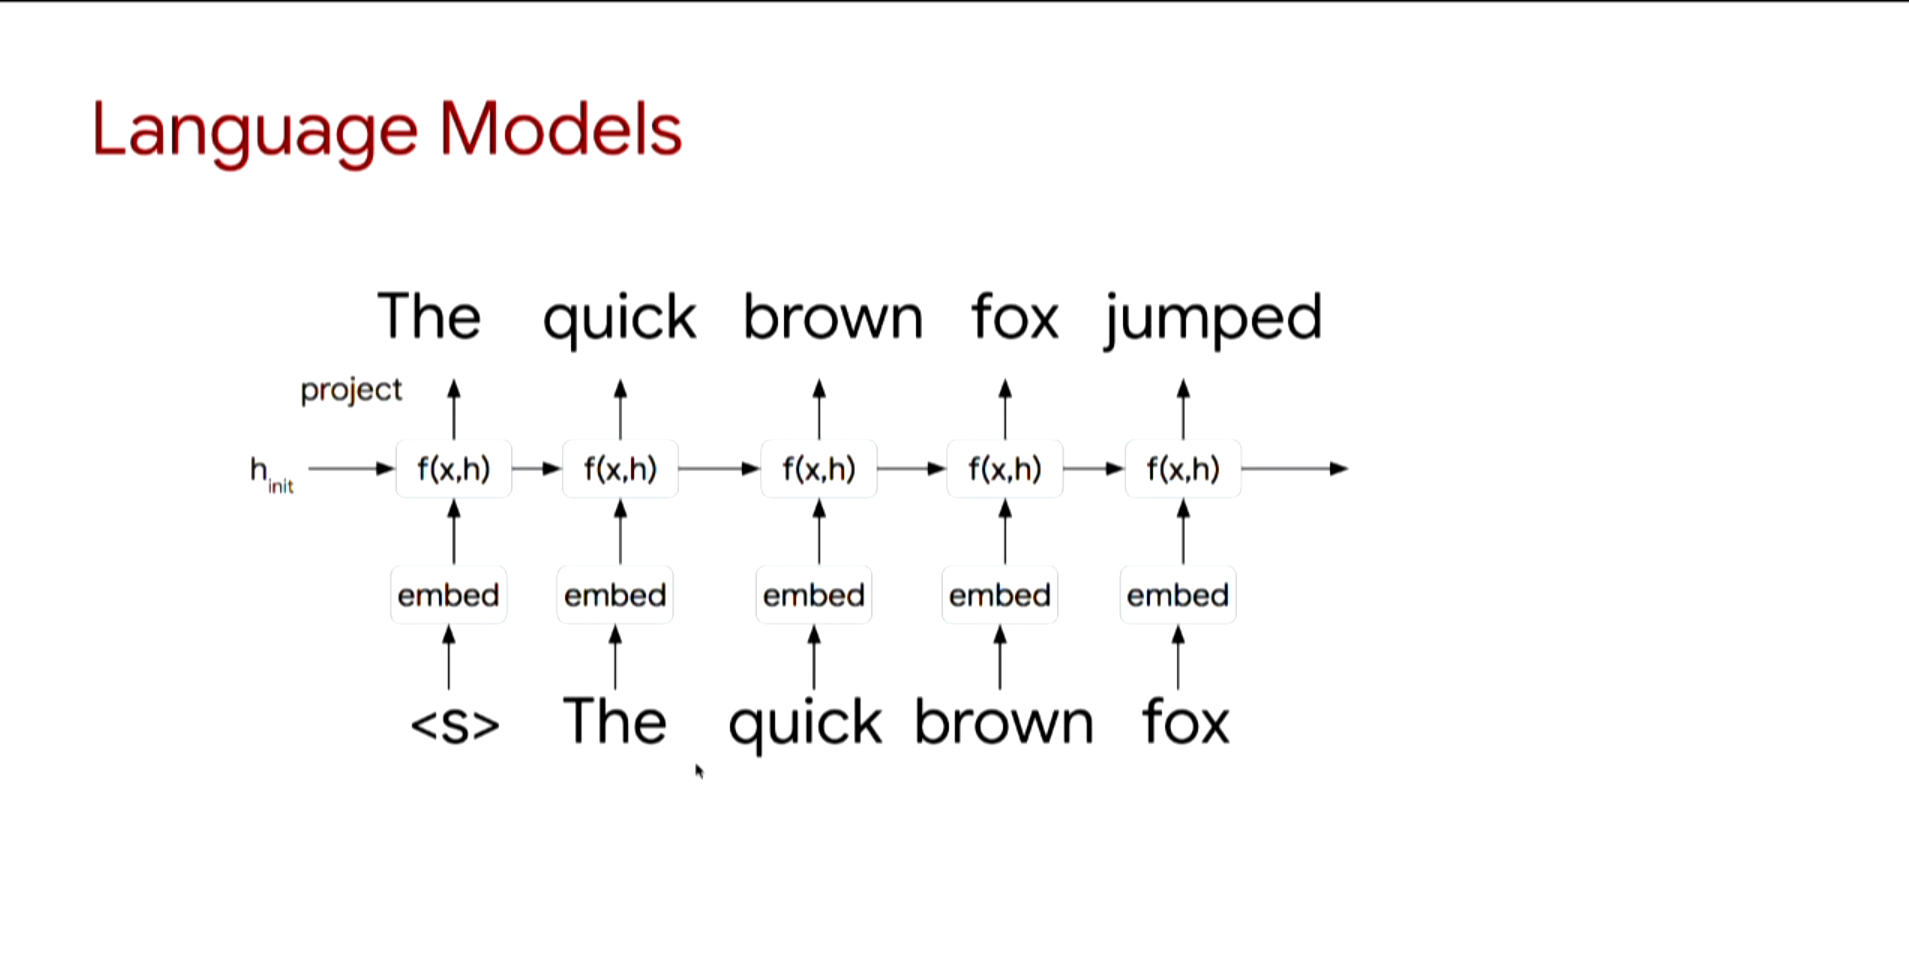 Language Models
The quick brown fox jumped
project
h init f(x,h) f(x,h) f(x,h) f(x,h) f(x,h)
embed embed embed embed embed
<s> The quick brown fox